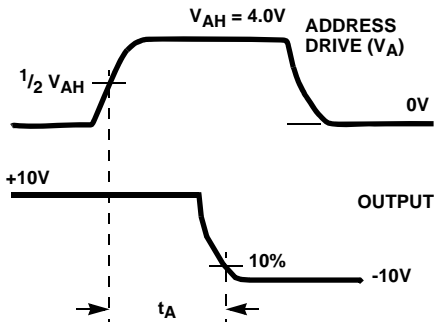 V_AH = 4.0V
ADDRESS
DRIVE (V_A)
1/2 V_AH
0V
+10V
OUTPUT
10%
-10V
t_A